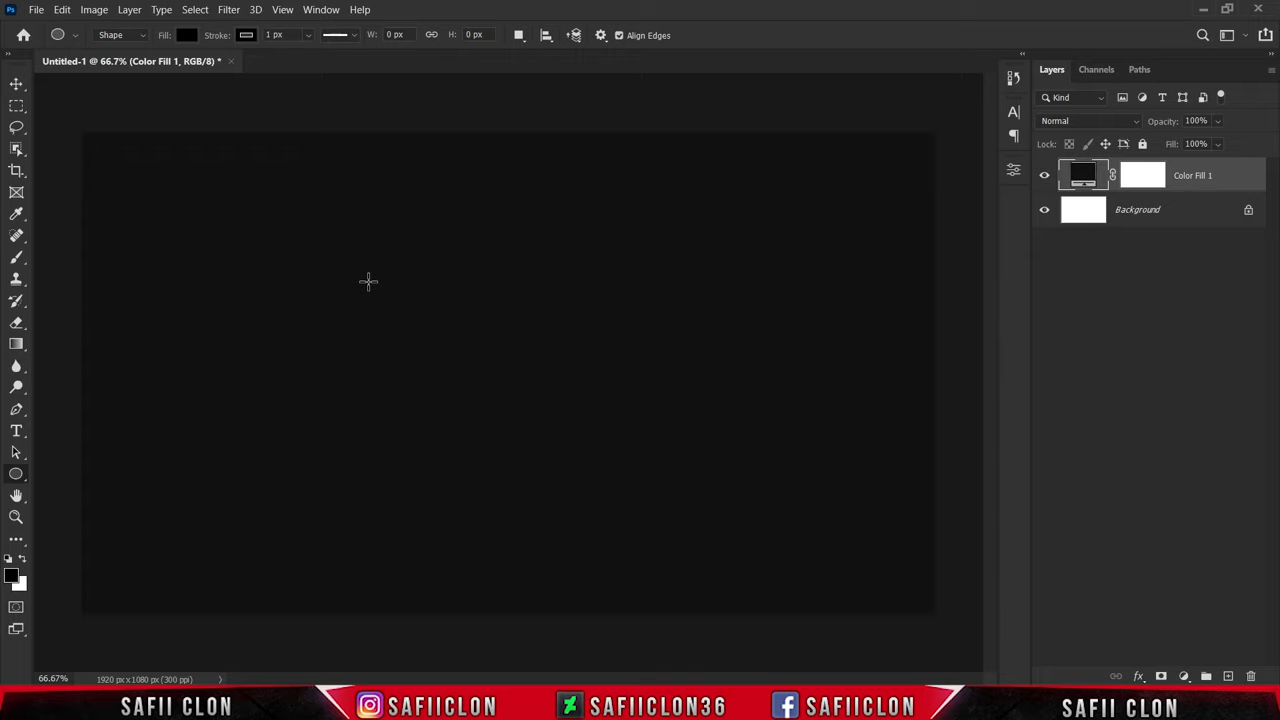 File Edit Image Layer Type Select Filter 3D View Window Help
Shape Fill: Stroke: 1 px W: 0 px H: 0 px Align Edges
Untitled-1 @ 66.7% (Color Fill 1, RGB/8) *
Layers Channels Paths
Kind
Normal Opacity: 100%
Lock: Fill: 100%
Color Fill 1
Background
66.67% 1920 px x 1080 px (300 ppi)
SAFII CLON SAFIICLON SAFIICLON36 SAFIICLON SAFII CLON